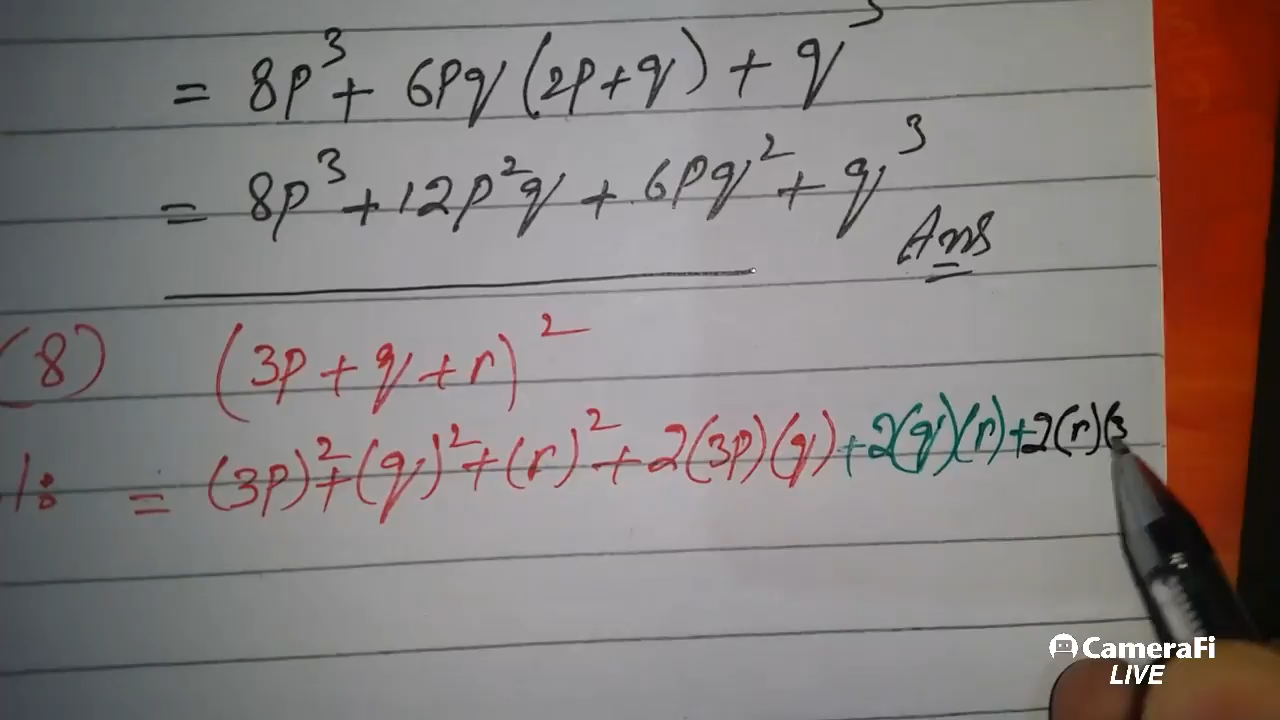 = 8p³ + 6pq (2p+q) + q³
= 8p³ + 12p²q + 6pq² + q³
Ans
(8) (3p + q + r)²
l: = (3p)² + (q)² + (r)² + 2(3p)(q) + 2(q)(r) + 2(r)(3
CameraFi
LIVE